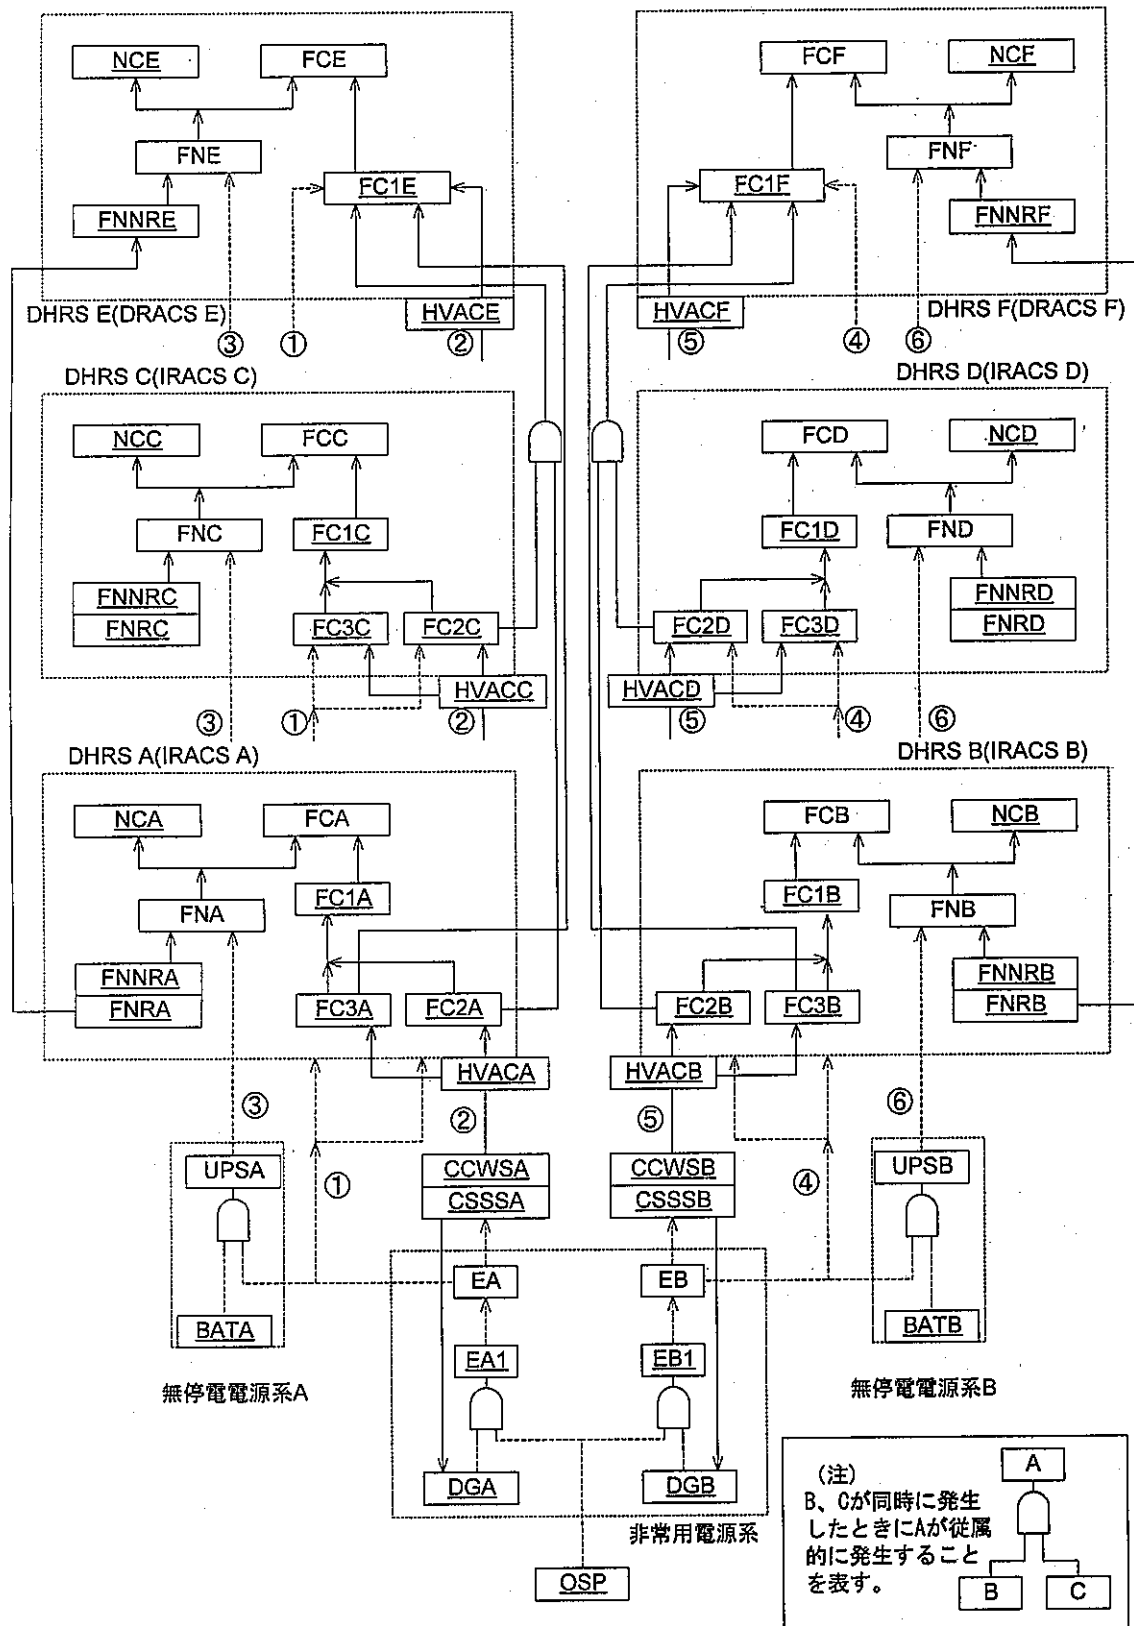 NCE
FCE
FNE
FC1E
FNNRE
DHRS E(DRACS E)
HVACE
③
①
②
FCF
NCF
FNF
FC1F
FNNRF
HVACF
DHRS F(DRACS F)
⑤
④
⑥
DHRS C(IRACS C)
NCC
FCC
FNC
FC1C
FNNRC
FNRC
FC3C
FC2C
HVACC
③
①
②
DHRS D(IRACS D)
FCD
NCD
FC1D
FND
FNNRD
FNRD
FC2D
FC3D
HVACD
⑤
④
⑥
DHRS A(IRACS A)
NCA
FCA
FC1A
FNA
FNNRA
FNRA
FC3A
FC2A
HVACA
③
②
①
DHRS B(IRACS B)
FCB
NCB
FC1B
FNB
FNNRB
FNRB
FC2B
FC3B
HVACB
⑤
⑥
④
UPSA
BATA
無停電電源系A
CCWSA
CSSSA
CCWSB
CSSSB
EA
EB
EA1
EB1
DGA
DGB
非常用電源系
OSP
UPSB
BATB
無停電電源系B
(注)
B、Cが同時に発生
したときにAが従属
的に発生すること
を表す。
A
B
C